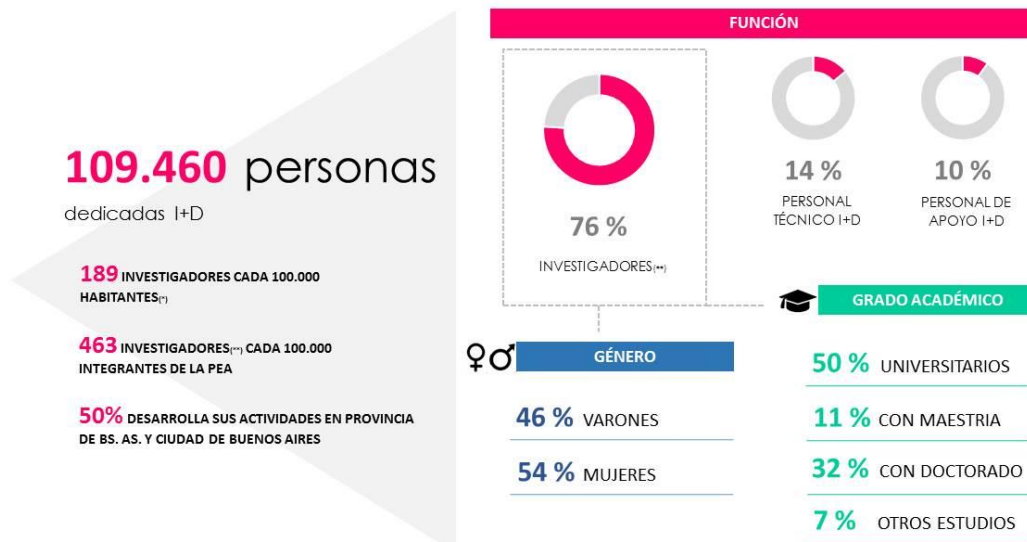 109.460 personas
dedicadas I+D
189 INVESTIGADORES CADA 100.000
HABITANTES(*)
463 INVESTIGADORES(**) CADA 100.000
INTEGRANTES DE LA PEA
50% DESARROLLA SUS ACTIVIDADES EN PROVINCIA
DE BS. AS. Y CIUDAD DE BUENOS AIRES
FUNCIÓN
76 %
INVESTIGADORES(**)
14 %
PERSONAL
TÉCNICO I+D
10 %
PERSONAL DE
APOYO I+D
GÉNERO
46 % VARONES
54 % MUJERES
GRADO ACADÉMICO
50 % UNIVERSITARIOS
11 % CON MAESTRIA
32 % CON DOCTORADO
7 % OTROS ESTUDIOS